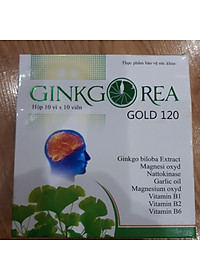 Thực phẩm bảo vệ sức khỏe
GINKGOREA
Hộp 10 vỉ x 10 viên
GOLD 120
Ginkgo biloba Extract
Magnesi oxyd
Nattokinase
Garlic oil
Magnesium oxyd
Vitamin B1
Vitamin B2
Vitamin B6